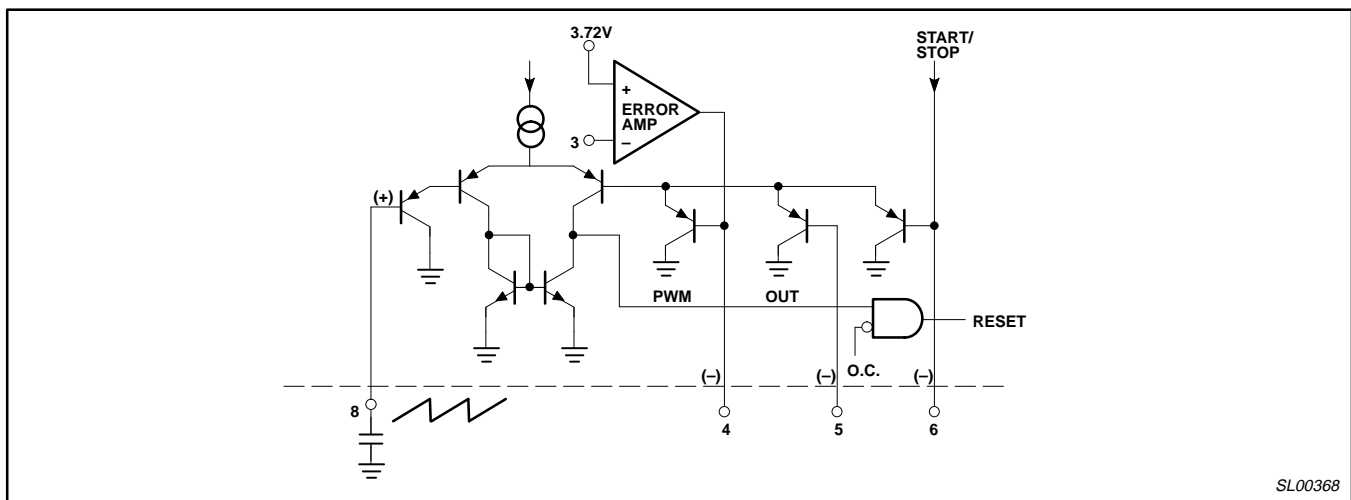 3.72V
START/
STOP
+
ERROR
AMP
3
–
(+)
PWM
OUT
RESET
O.C.
(–)
(–)
(–)
8
4
5
6
SL00368